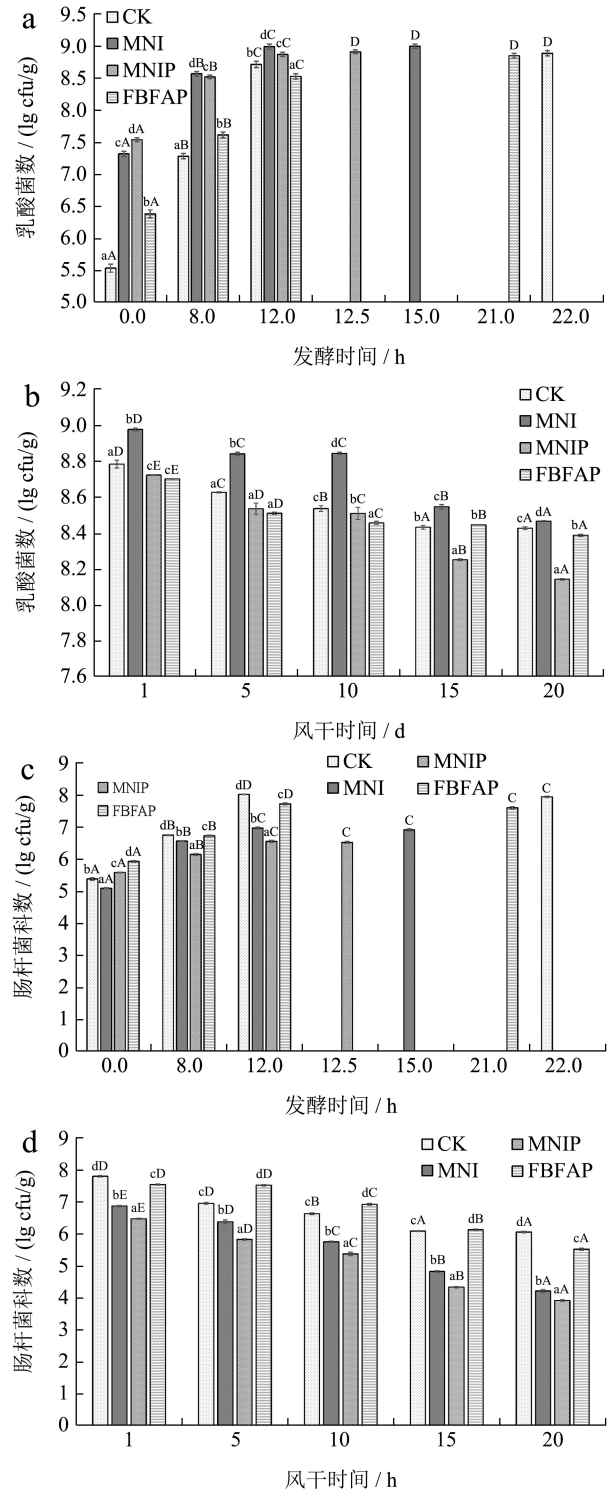 a
CK
MNI
MNIP
FBFAP
乳酸菌数 / (lg cfu/g)
9.5
9.0
8.5
7.5
7.0
6.5
6.0
5.5
5.0
aA cA dA bA
aB dB cB bB
bC dC cC aC
D D D D
0.0 8.0 12.0 12.5 15.0 21.0 22.0
发酵时间 / h
b
CK
MNI
MNIP
FBFAP
乳酸菌数 / (lg cfu/g)
9.2
9.0
8.8
8.6
8.4
8.2
8.0
7.8
7.6
aD bD cE cE
aC bC aD aD
cB dC bC aC
bA cB aB bB
cA dA aA bA
1 5 10 15 20
风干时间 / d
c
MNIP
FBFAP
CK MNIP
MNI FBFAP
肠杆菌科数 / (lg cfu/g)
9
8
7
6
5
4
3
2
1
0
bA aA cA dA
dB bB aB cB
dD bC aC cD
C C C C
0.0 8.0 12.0 12.5 15.0 21.0 22.0
发酵时间 / h
d
CK MNIP
MNI FBFAP
肠杆菌科数 / (lg cfu/g)
9
8
7
6
5
4
3
2
1
0
dD bE aE cD
cD bD aD dD
cB bC aC dC
cA bB aB dB
dA bA aA cA
1 5 10 15 20
风干时间 / h